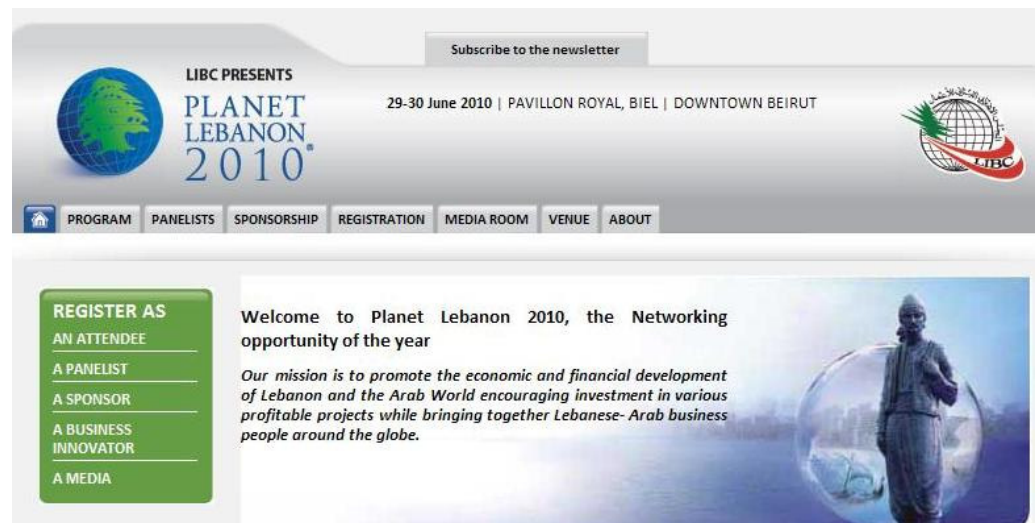 Subscribe to the newsletter
LIBC PRESENTS
PLANET
LEBANON®
2010
29-30 June 2010 | PAVILLON ROYAL, BIEL | DOWNTOWN BEIRUT
LIBC
PROGRAM PANELISTS SPONSORSHIP REGISTRATION MEDIA ROOM VENUE ABOUT
REGISTER AS
AN ATTENDEE
A PANELIST
A SPONSOR
A BUSINESS
INNOVATOR
A MEDIA
Welcome to Planet Lebanon 2010, the Networking
opportunity of the year
Our mission is to promote the economic and financial development
of Lebanon and the Arab World encouraging investment in various
profitable projects while bringing together Lebanese- Arab business
people around the globe.